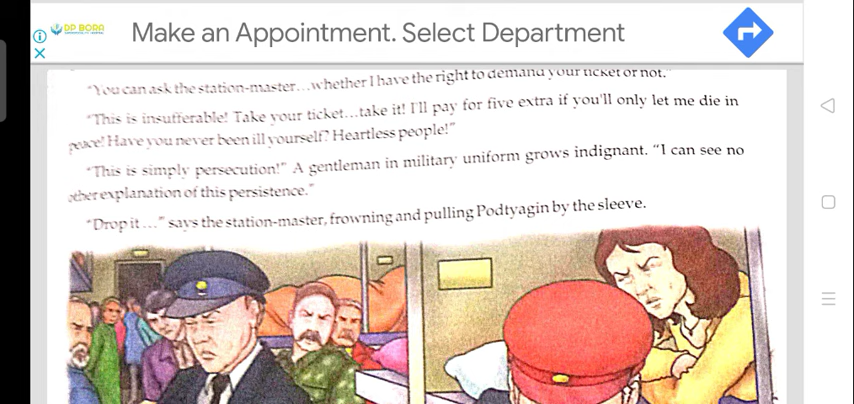 DP BORA
Make an Appointment. Select Department
"You can ask the station-master...whether I have the right to demand your ticket or not."
"This is insufferable! Take your ticket...take it! I'll pay for five extra if you'll only let me die in
peace! Have you never been ill yourself? Heartless people!"
"This is simply persecution!" A gentleman in military uniform grows indignant. "I can see no
other explanation of this persistence."
"Drop it..." says the station-master, frowning and pulling Podtyagin by the sleeve.